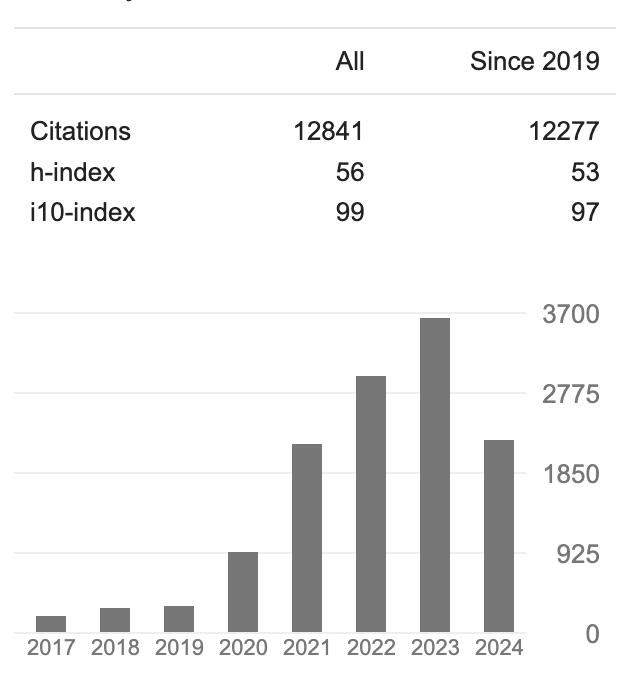 All Since 2019
Citations 12841 12277
h-index 56 53
i10-index 99 97
3700
2775
1850
925
0
2017 2018 2019 2020 2021 2022 2023 2024